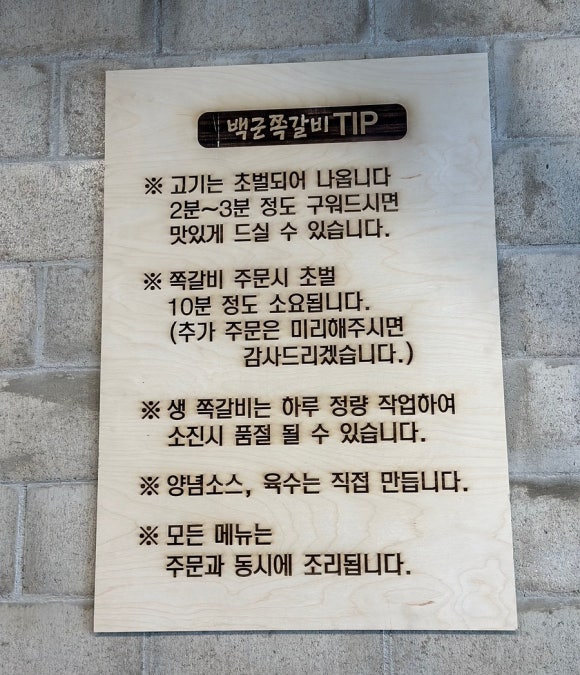 백군쪽갈비 TIP
※ 고기는 초벌되어 나옵니다
2분~3분 정도 구워드시면
맛있게 드실 수 있습니다.
※ 쪽갈비 주문시 초벌
10분 정도 소요됩니다.
(추가 주문은 미리해주시면
감사드리겠습니다.)
※ 생 쪽갈비는 하루 정량 작업하여
소진시 품절 될 수 있습니다.
※ 양념소스, 육수는 직접 만듭니다.
※ 모든 메뉴는
주문과 동시에 조리됩니다.